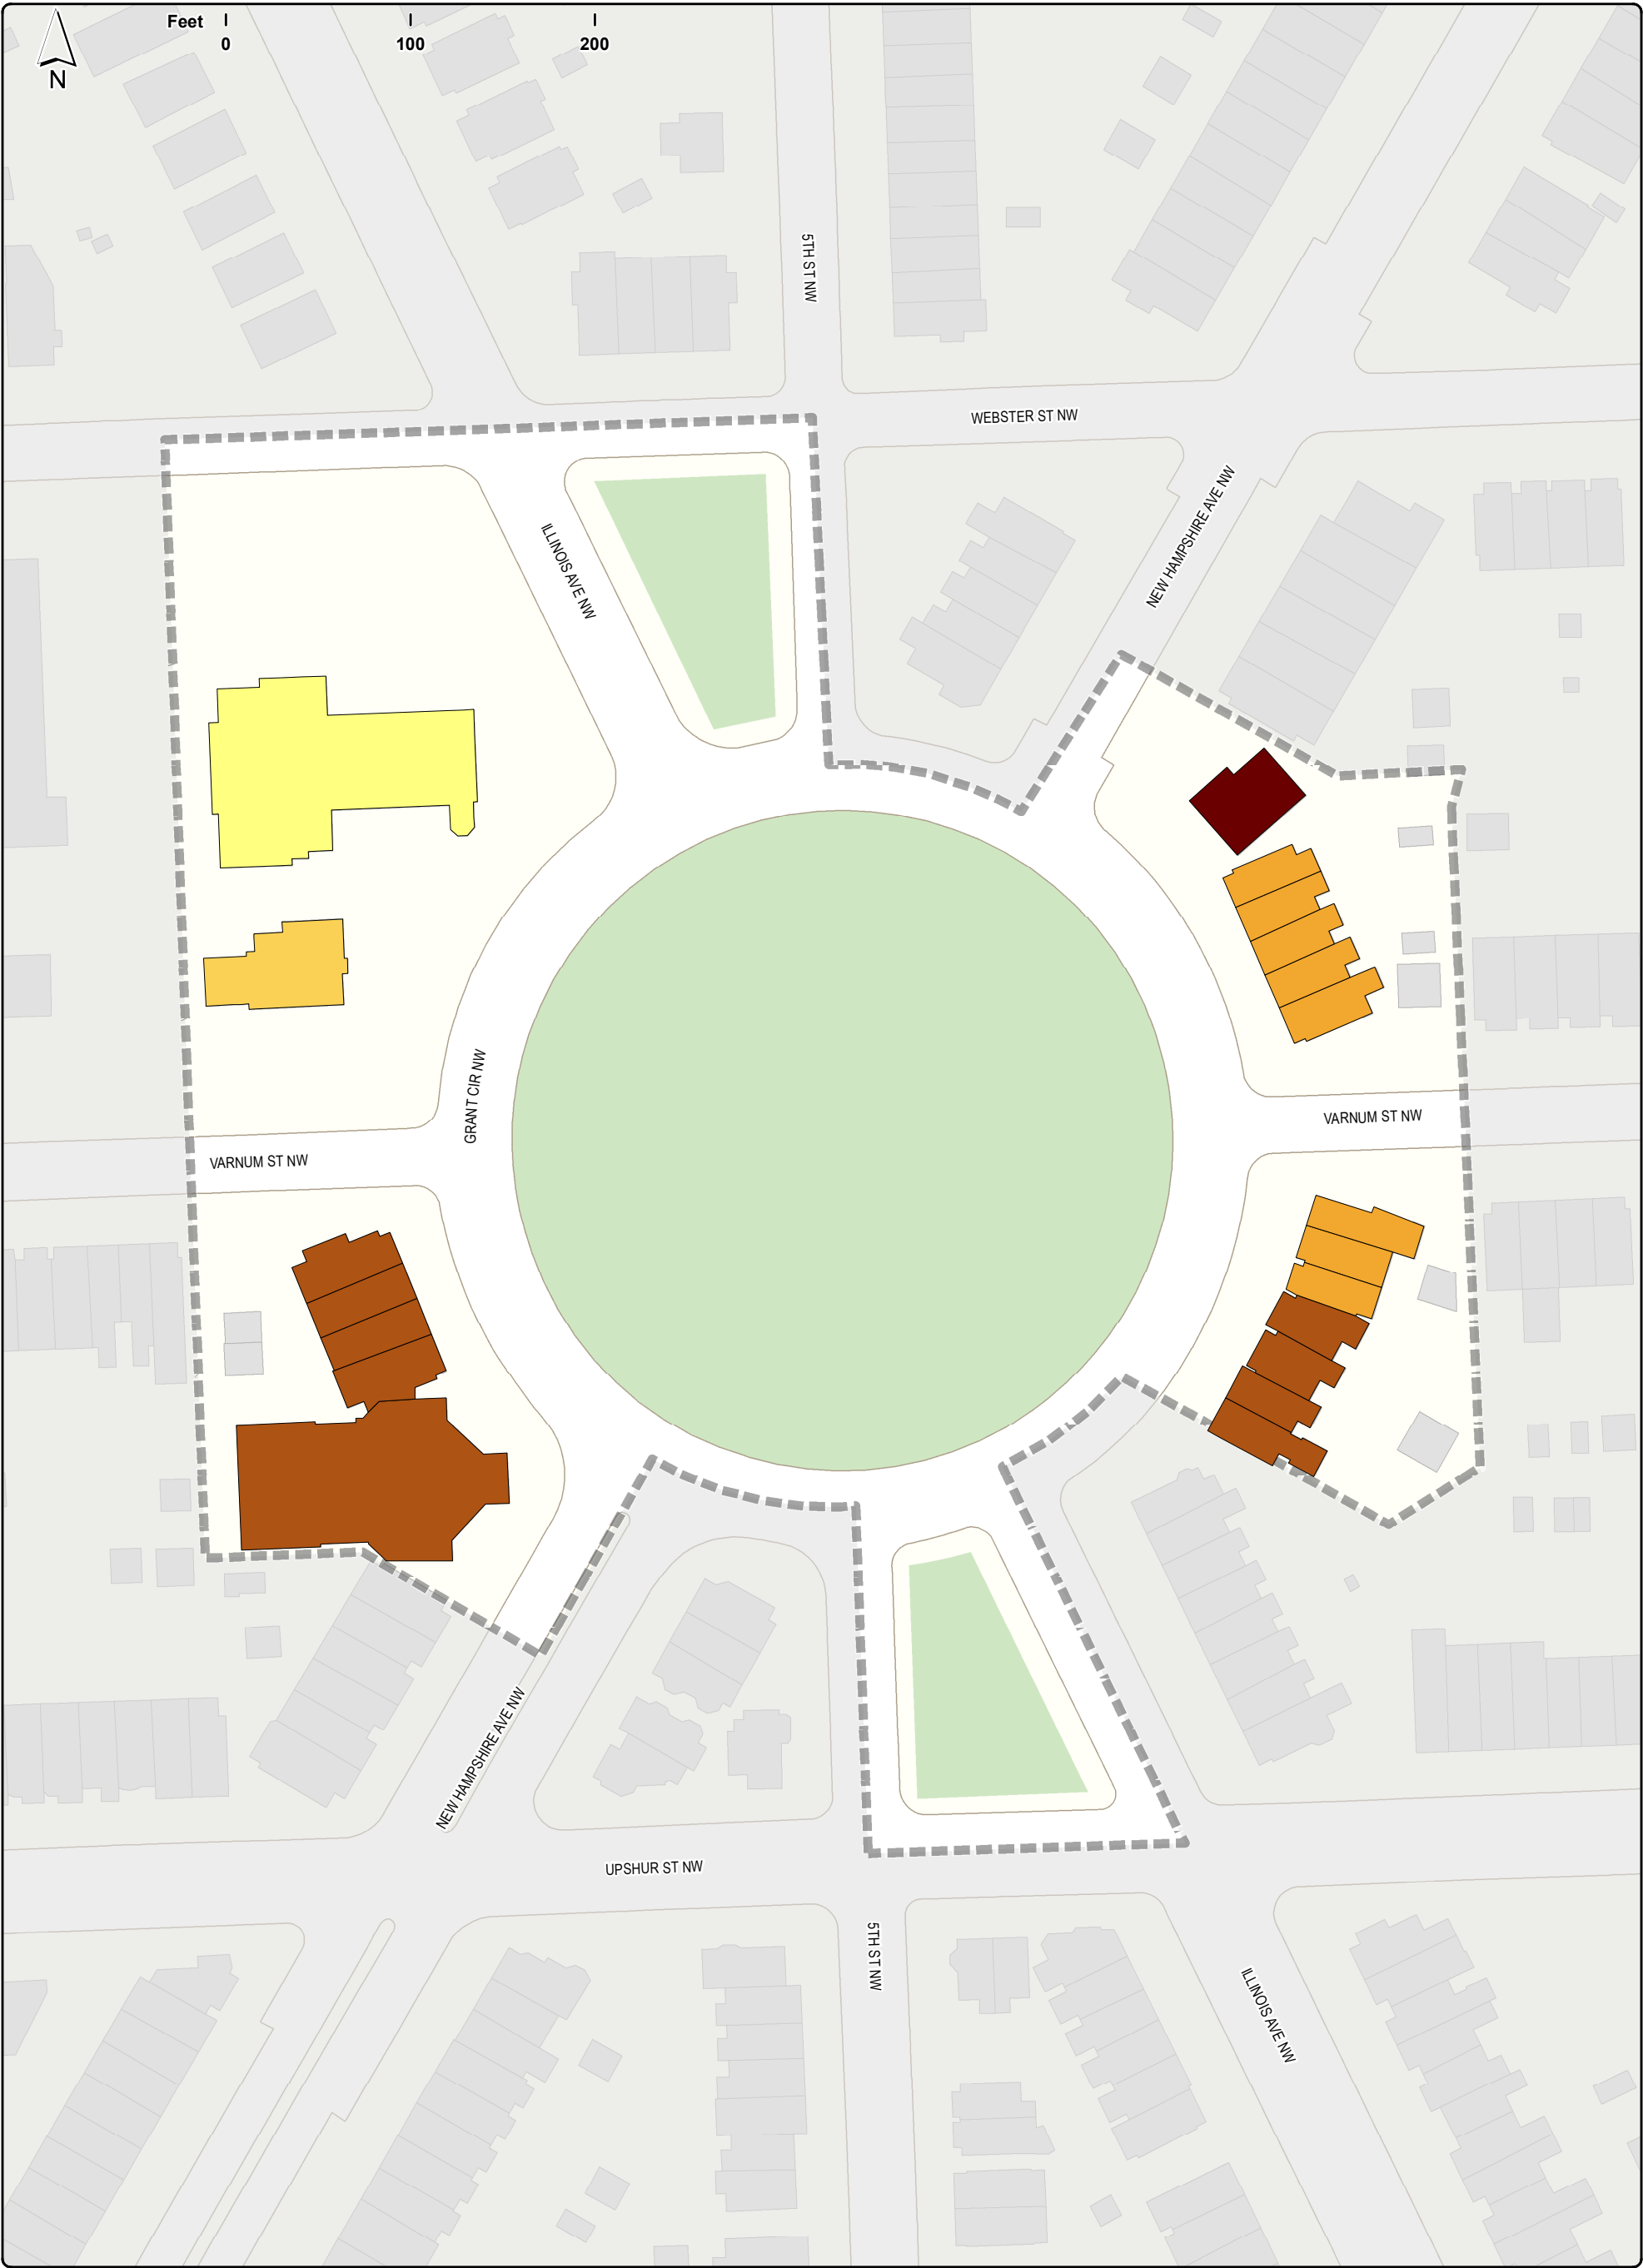 Feet
0 100 200
N
5TH ST NW
WEBSTER ST NW
NEW HAMPSHIRE AVE NW
ILLINOIS AVE NW
GRANT CIR NW
VARNUM ST NW
VARNUM ST NW
NEW HAMPSHIRE AVE NW
UPSHUR ST NW
5TH ST NW
ILLINOIS AVE NW